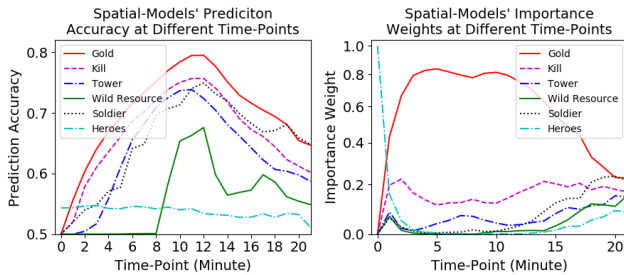 Spatial-Models' Prediciton
Accuracy at Different Time-Points
0.8
0.7
0.6
0.5
Prediction Accuracy
Gold
Kill
Tower
Wild Resource
Soldier
Heroes
0 2 4 6 8 10 12 14 16 18 20
Time-Point (Minute)
Spatial-Models' Importance
Weights at Different Time-Points
1.0
0.8
0.6
0.4
0.2
0.0
Importance Weight
Gold
Kill
Tower
Wild Resource
Soldier
Heroes
0 5 10 15 20
Time-Point (Minute)